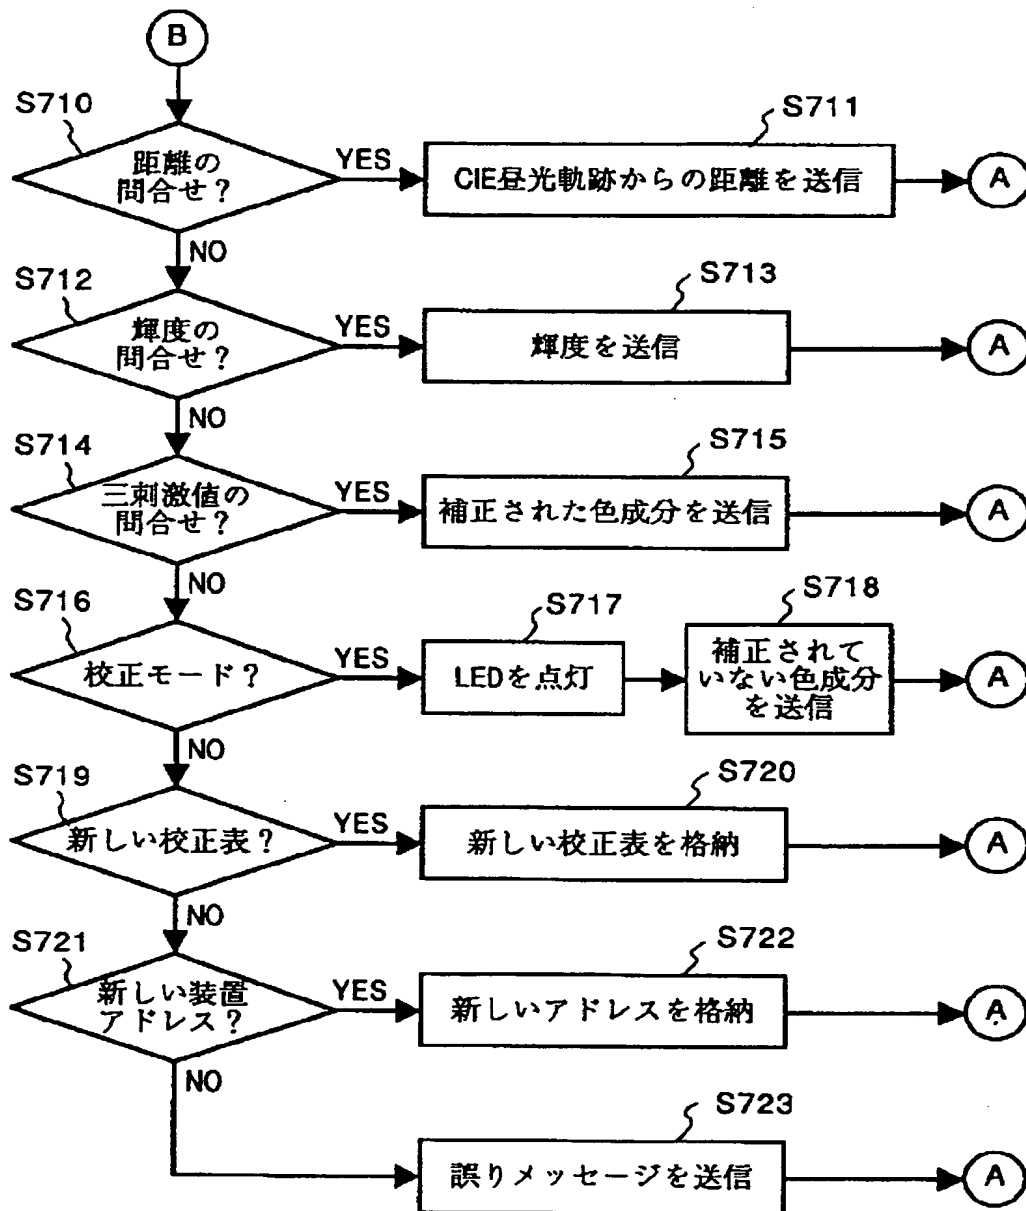 B
S710
距離の
問合せ？
YES
S711
CIE昼光軌跡からの距離を送信
A
NO
S712
輝度の
問合せ？
YES
S713
輝度を送信
A
NO
S714
三刺激値の
問合せ？
YES
S715
補正された色成分を送信
A
NO
S716
校正モード？
YES
S717
LEDを点灯
S718
補正されて
いない色成分
を送信
A
NO
S719
新しい校正表？
YES
S720
新しい校正表を格納
A
NO
S721
新しい装置
アドレス？
YES
S722
新しいアドレスを格納
A
NO
S723
誤りメッセージを送信
A